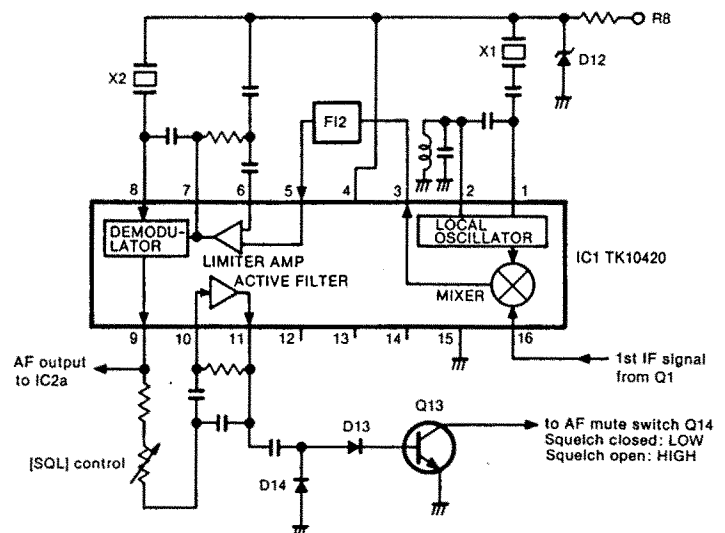 R8
X1
D12
X2
FI2
8 7 6 5 4 3 2 1
DEMODU-
LATOR
LIMITER AMP
LOCAL
OSCILLATOR
IC1 TK10420
ACTIVE FILTER
MIXER
9 10 11 12 13 14 15 16
AF output
to IC2a
1st IF signal
from Q1
[SQL] control
D13
D14
Q13
to AF mute switch Q14
Squelch closed: LOW
Squelch open: HIGH